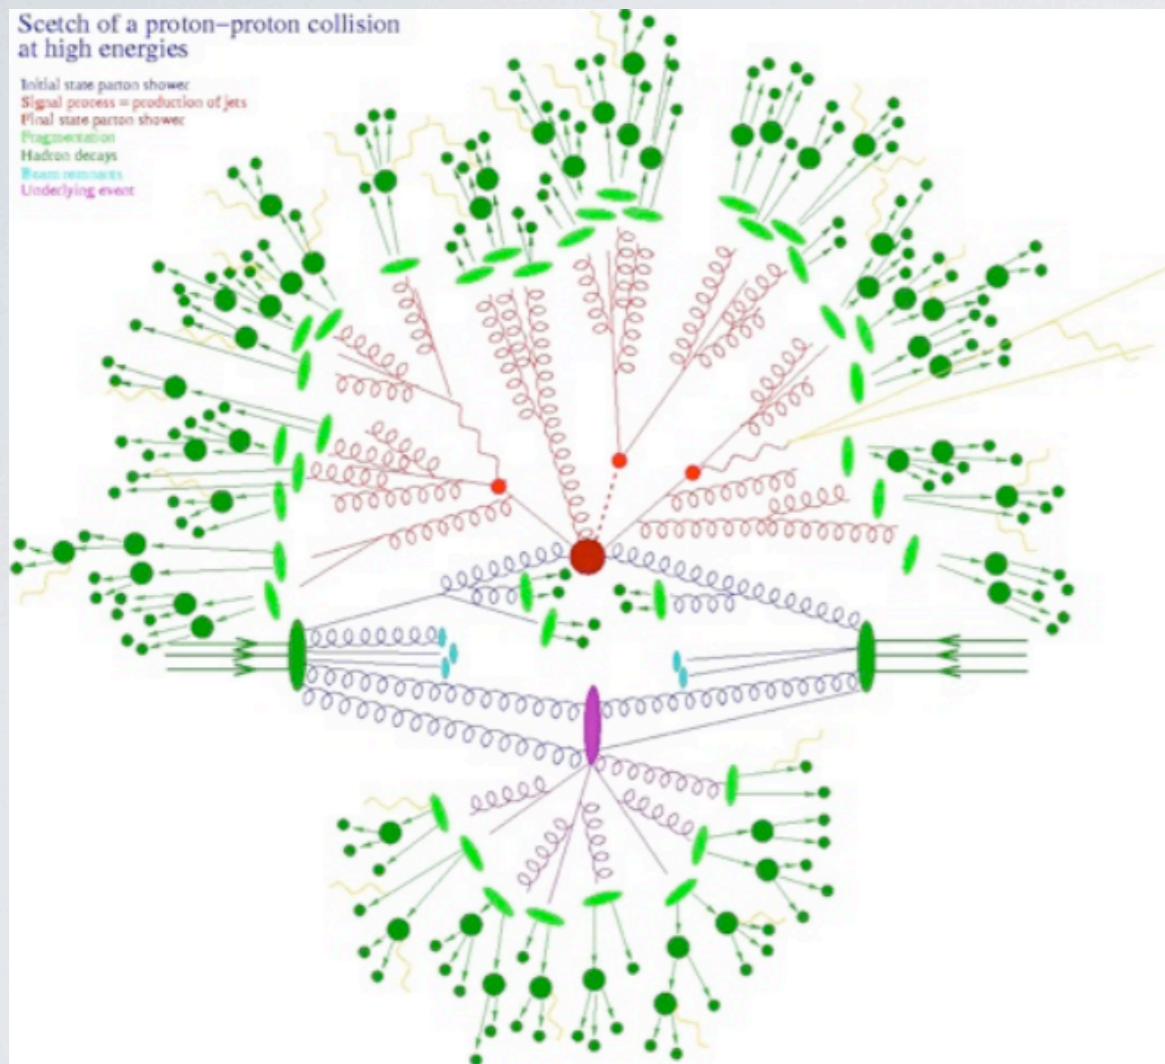 Scetch of a proton-proton collision
at high energies
Initial state parton shower
Signal process = production of jets
Final state parton shower
Fragmentation
Hadron decays
Beam remnants
Underlying event